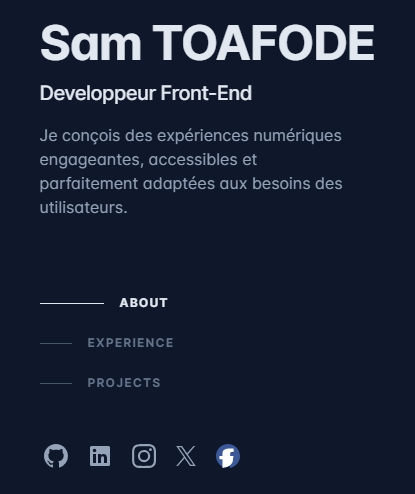 Sam TOAFODE
Developpeur Front-End
Je conçois des expériences numériques
engageantes, accessibles et
parfaitement adaptées aux besoins des
utilisateurs.
ABOUT
EXPERIENCE
PROJECTS